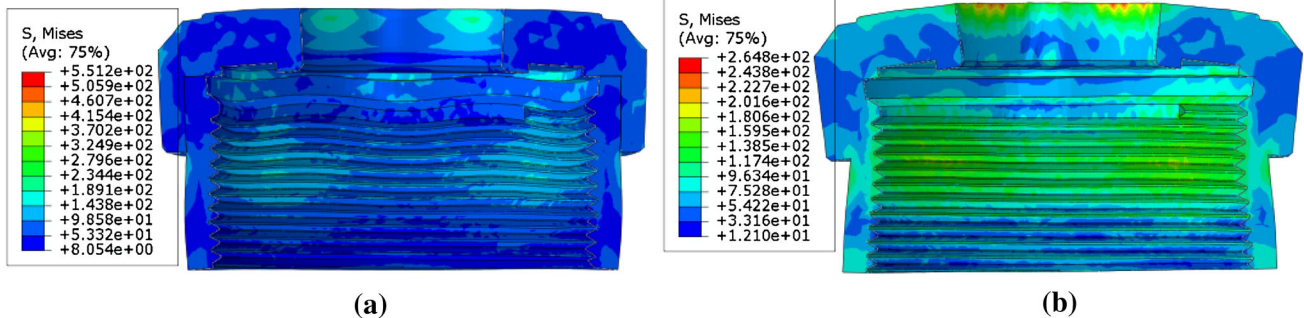 S, Mises
(Avg: 75%)
+5.512e+02
+5.059e+02
+4.607e+02
+4.154e+02
+3.702e+02
+3.249e+02
+2.796e+02
+2.344e+02
+1.891e+02
+1.438e+02
+9.858e+01
+5.332e+01
+8.054e+00
(a)
S, Mises
(Avg: 75%)
+2.648e+02
+2.438e+02
+2.227e+02
+2.016e+02
+1.806e+02
+1.595e+02
+1.385e+02
+1.174e+02
+9.634e+01
+7.528e+01
+5.422e+01
+3.316e+01
+1.210e+01
(b)